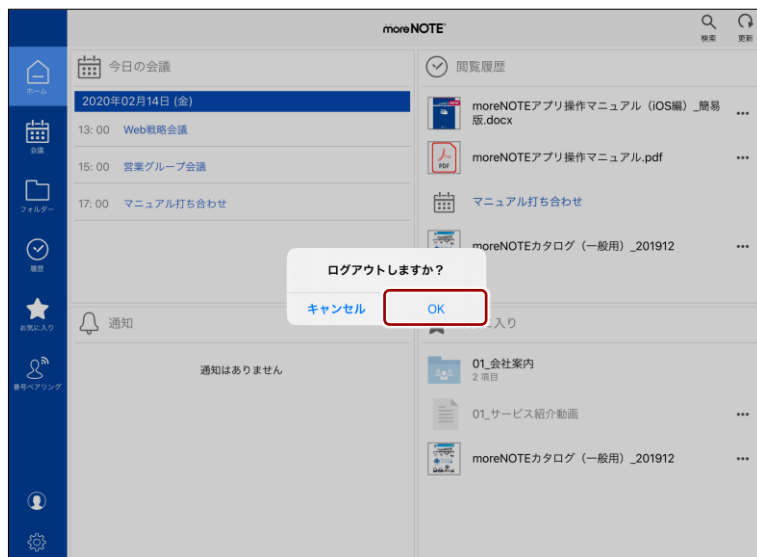 moreNOTE
検索
更新
ホーム
会議
フォルダー
履歴
お気に入り
番号ペアリング
今日の会議
2020年02月14日 (金)
13:00 Web戦略会議
15:00 営業グループ会議
17:00 マニュアル打ち合わせ
閲覧履歴
moreNOTEアプリ操作マニュアル（iOS編）_簡易
版.docx
PDF
moreNOTEアプリ操作マニュアル.pdf
マニュアル打ち合わせ
moreNOTEカタログ（一般用）_201912
ログアウトしますか？
キャンセル
OK
通知
通知はありません
に入り
01_会社案内
2 項目
01_サービス紹介動画
moreNOTEカタログ（一般用）_201912